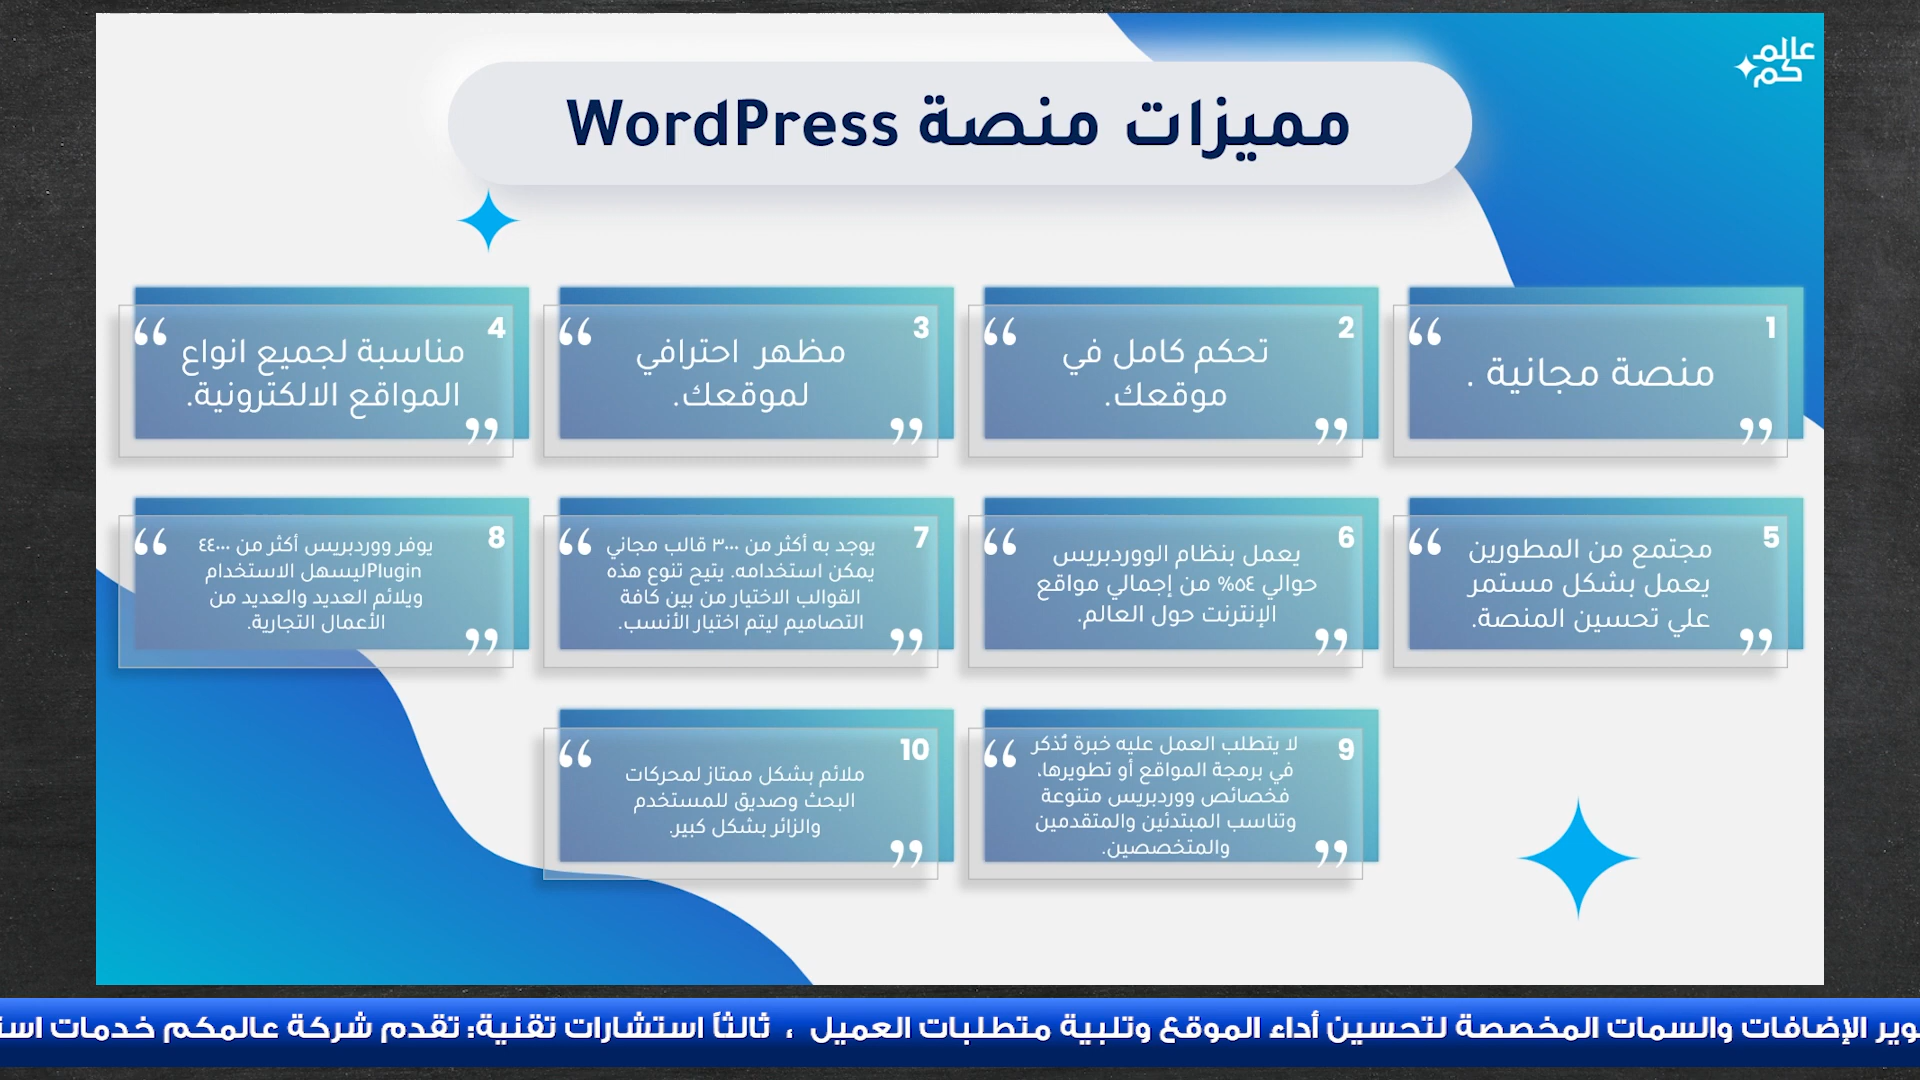 عالم
كم
مميزات منصة WordPress
1
منصة مجانية .
2
تحكم كامل في
موقعك.
3
مظهر احترافي
لموقعك.
4
مناسبة لجميع انواع
المواقع الالكترونية.
5
مجتمع من المطورين
يعمل بشكل مستمر
علي تحسين المنصة.
6
يعمل بنظام الووردبريس
حوالي ٥٤% من إجمالي مواقع
الإنترنت حول العالم.
7
يوجد به أكثر من ٣٠٠٠ قالب مجاني
يمكن استخدامه. يتيح تنوع هذه
القوالب الاختيار من بين كافة
التصاميم ليتم اختيار الأنسب.
8
يوفر ووردبريس أكثر من ٤٤٠٠٠
Pluginليسهل الاستخدام
ويلائم العديد والعديد من
الأعمال التجارية.
9
لا يتطلب العمل عليه خبرة تُذكر
في برمجة المواقع أو تطويرها،
فخصائص ووردبريس متنوعة
وتناسب المبتدئين والمتقدمين
والمتخصصين.
10
ملائم بشكل ممتاز لمحركات
البحث وصديق للمستخدم
والزائر بشكل كبير.
وير الإضافات والسمات المخصصة لتحسين أداء الموقع وتلبية متطلبات العميل ، ثالثاً استشارات تقنية: تقدم شركة عالمكم خدمات است